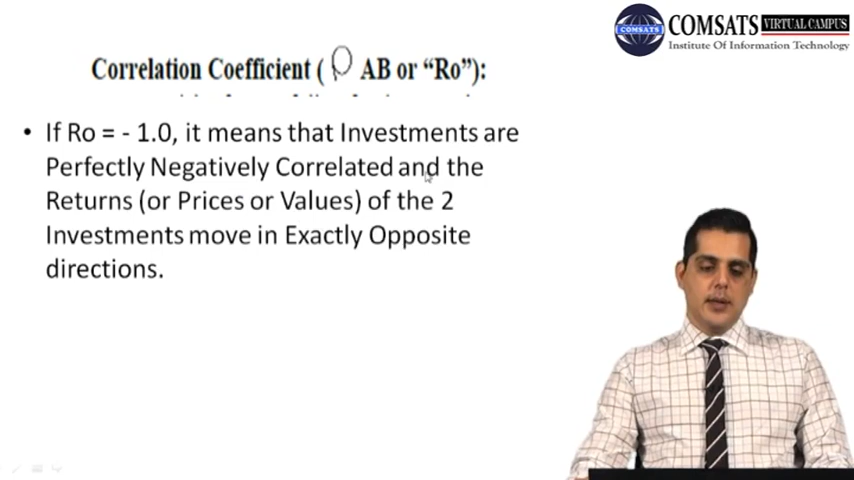 COMSATS VIRTUAL CAMPUS
COMSATS
Institute Of Information Technology
Correlation Coefficient ( ρ AB or “Ro”):
• If Ro = - 1.0, it means that Investments are
Perfectly Negatively Correlated and the
Returns (or Prices or Values) of the 2
Investments move in Exactly Opposite
directions.